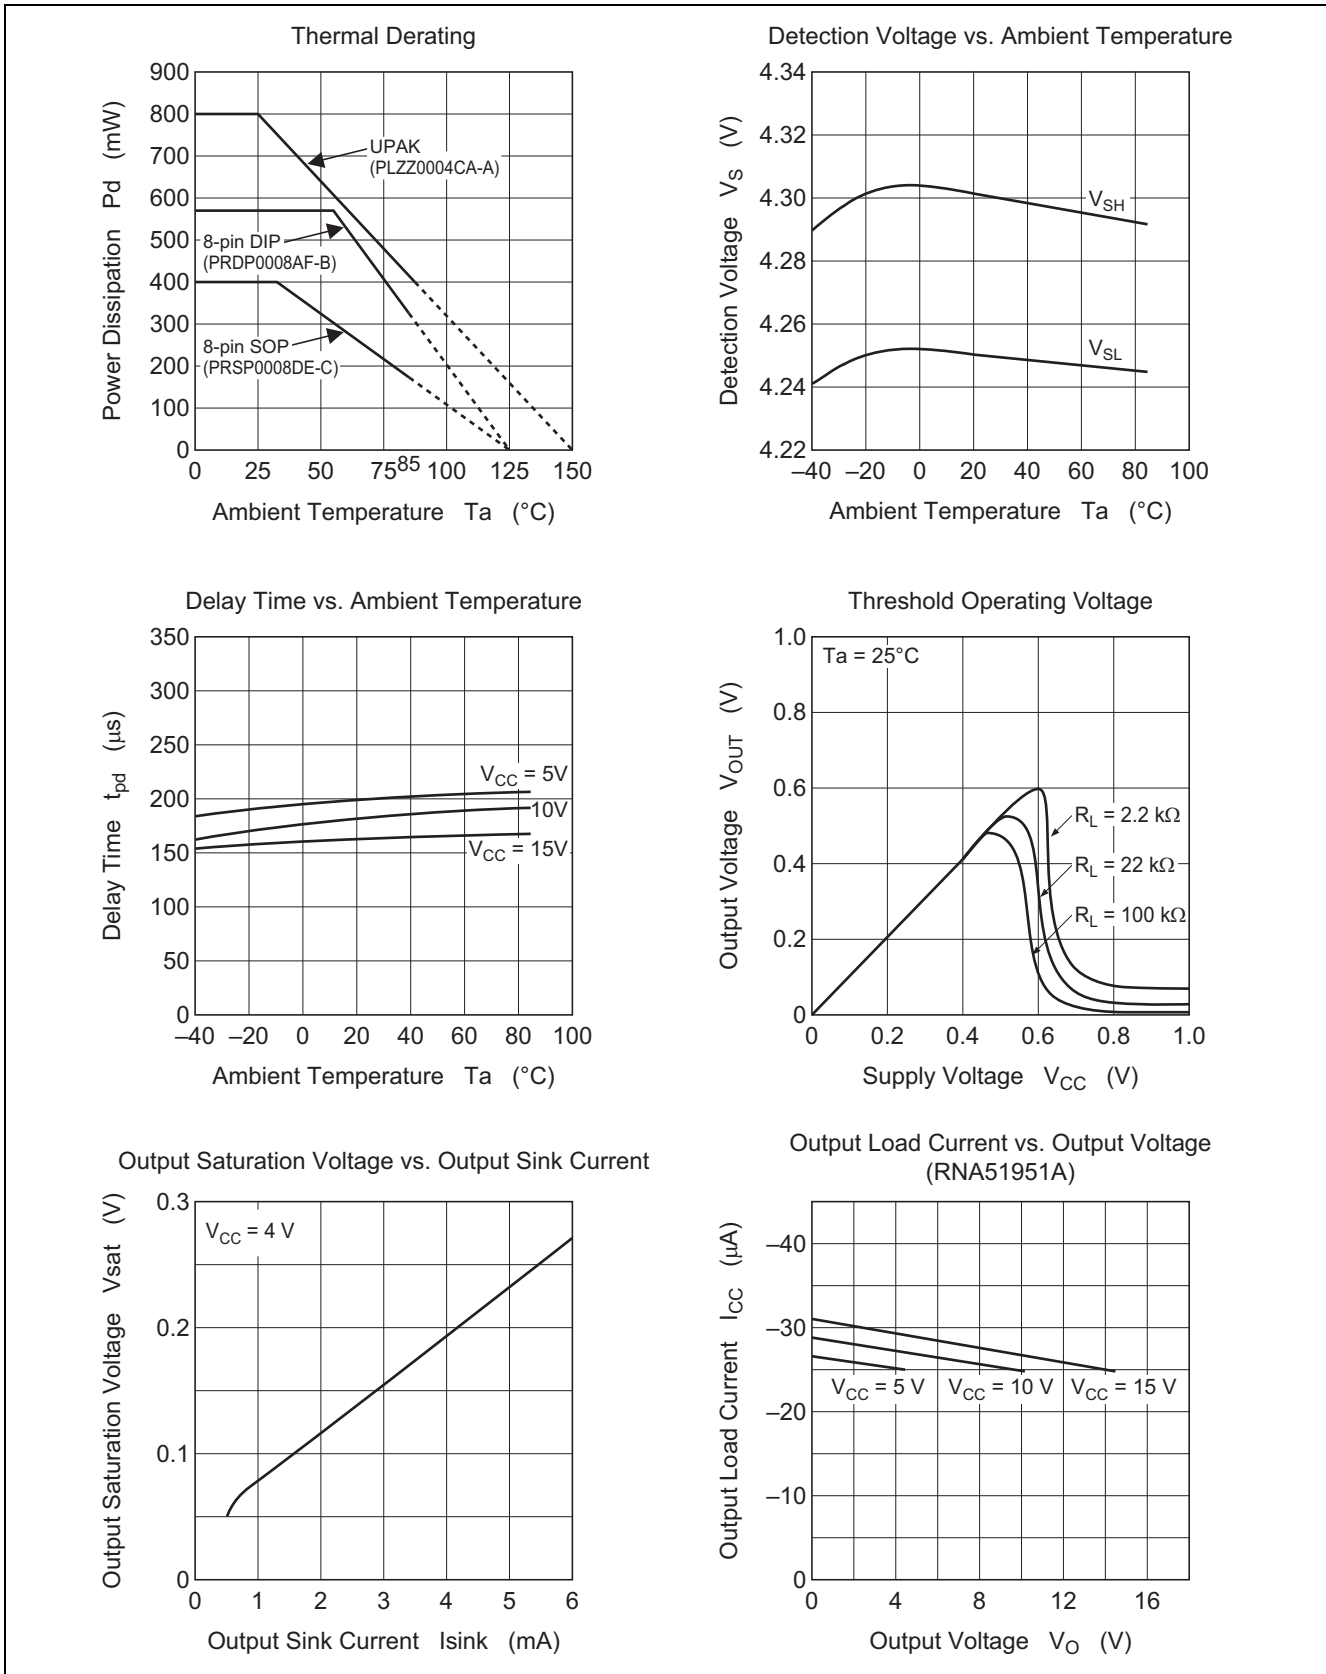 Thermal Derating
900
800
700
600
500
400
300
200
100
0
Power Dissipation Pd (mW)
UPAK
(PLZZ0004CA-A)
8-pin DIP
(PRDP0008AF-B)
8-pin SOP
(PRSP0008DE-C)
0 25 50 75 85 100 125 150
Ambient Temperature Ta (°C)
Detection Voltage vs. Ambient Temperature
4.34
4.32
4.30
4.28
4.26
4.24
4.22
Detection Voltage VS (V)
VSH
VSL
–40 –20 0 20 40 60 80 100
Ambient Temperature Ta (°C)
Delay Time vs. Ambient Temperature
350
300
250
200
150
100
50
0
Delay Time tpd (μs)
VCC = 5V
10V
VCC = 15V
–40 –20 0 20 40 60 80 100
Ambient Temperature Ta (°C)
Threshold Operating Voltage
1.0
0.8
0.6
0.4
0.2
0
Output Voltage VOUT (V)
Ta = 25°C
RL = 2.2 kΩ
RL = 22 kΩ
RL = 100 kΩ
0 0.2 0.4 0.6 0.8 1.0
Supply Voltage VCC (V)
Output Saturation Voltage vs. Output Sink Current
0.3
0.2
0.1
0
Output Saturation Voltage Vsat (V)
VCC = 4 V
0 1 2 3 4 5 6
Output Sink Current Isink (mA)
Output Load Current vs. Output Voltage
(RNA51951A)
–40
–30
–20
–10
0
Output Load Current ICC (μA)
VCC = 5 V VCC = 10 V VCC = 15 V
0 4 8 10 12 16
Output Voltage VO (V)